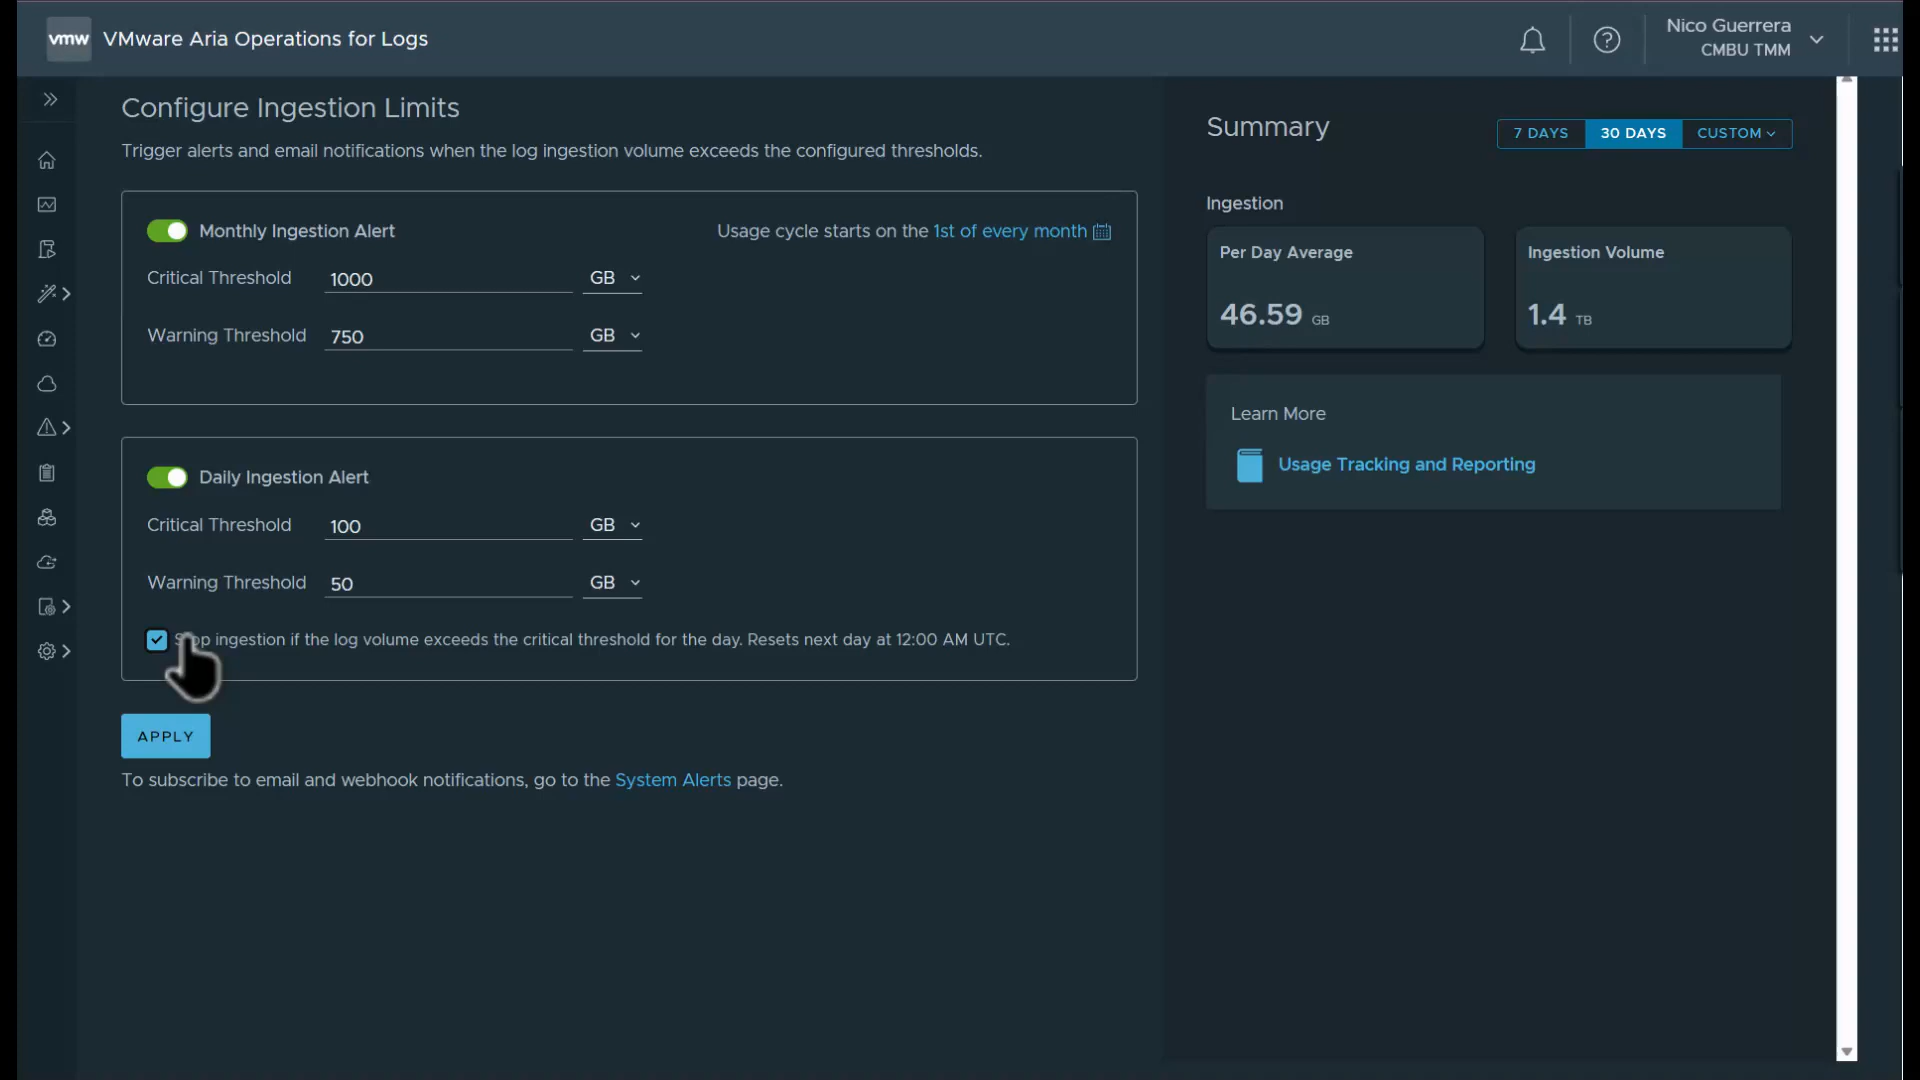 vmw VMware Aria Operations for Logs
Nico Guerrera
CMBU TMM
Configure Ingestion Limits
Trigger alerts and email notifications when the log ingestion volume exceeds the configured thresholds.
Monthly Ingestion Alert
Usage cycle starts on the 1st of every month
Critical Threshold 1000 GB
Warning Threshold 750 GB
Daily Ingestion Alert
Critical Threshold 100 GB
Warning Threshold 50 GB
ingestion if the log volume exceeds the critical threshold for the day. Resets next day at 12:00 AM UTC.
APPLY
To subscribe to email and webhook notifications, go to the System Alerts page.
Summary
7 DAYS 30 DAYS CUSTOM
Ingestion
Per Day Average
46.59 GB
Ingestion Volume
1.4 TB
Learn More
Usage Tracking and Reporting